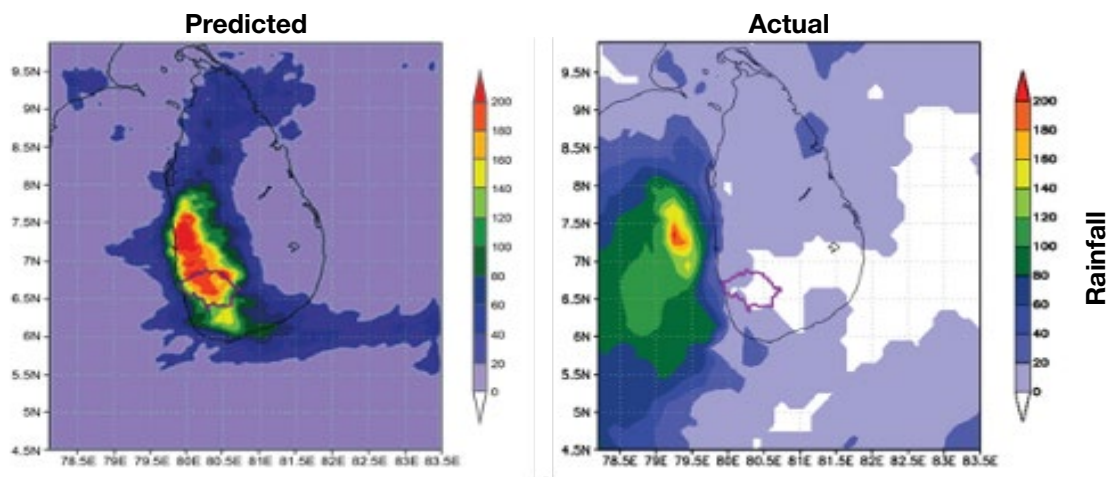 Predicted
9.5N
9N
8.5N
8N
7.5N
7N
6.5N
6N
5.5N
5N
4.5N
78.5E 79E 79.5E 80E 80.5E 81E 81.5E 82E 82.5E 83E 83.5E
200
180
160
140
120
100
80
60
40
20
0
Actual
9.5N
9N
8.5N
8N
7.5N
7N
6.5N
6N
5.5N
5N
4.5N
78.5E 79E 79.5E 80E 80.5E 81E 81.5E 82E 82.5E 83E 83.5E
200
180
160
140
120
100
80
60
40
20
0
Rainfall